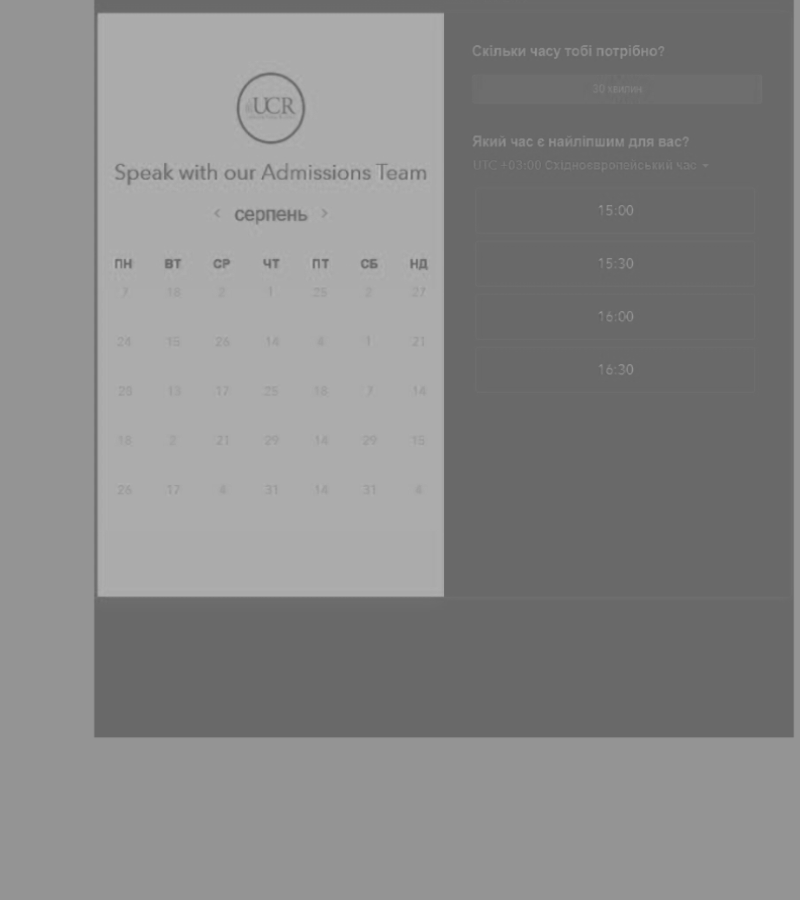 UCR
Speak with our Admissions Team
< серпень >
ПН ВТ СР ЧТ ПТ СБ НД
7 18 2 1 25 2 27
24 15 26 14 4 1 21
20 13 17 25 18 7 14
18 2 21 29 14 29 15
26 17 4 31 14 31
Скільки часу тобі потрібно?
30 хвилин
Який час є найліпшим для вас?
UTC +03:00 Східноєвропейський час
15:00
15:30
16:00
16:30